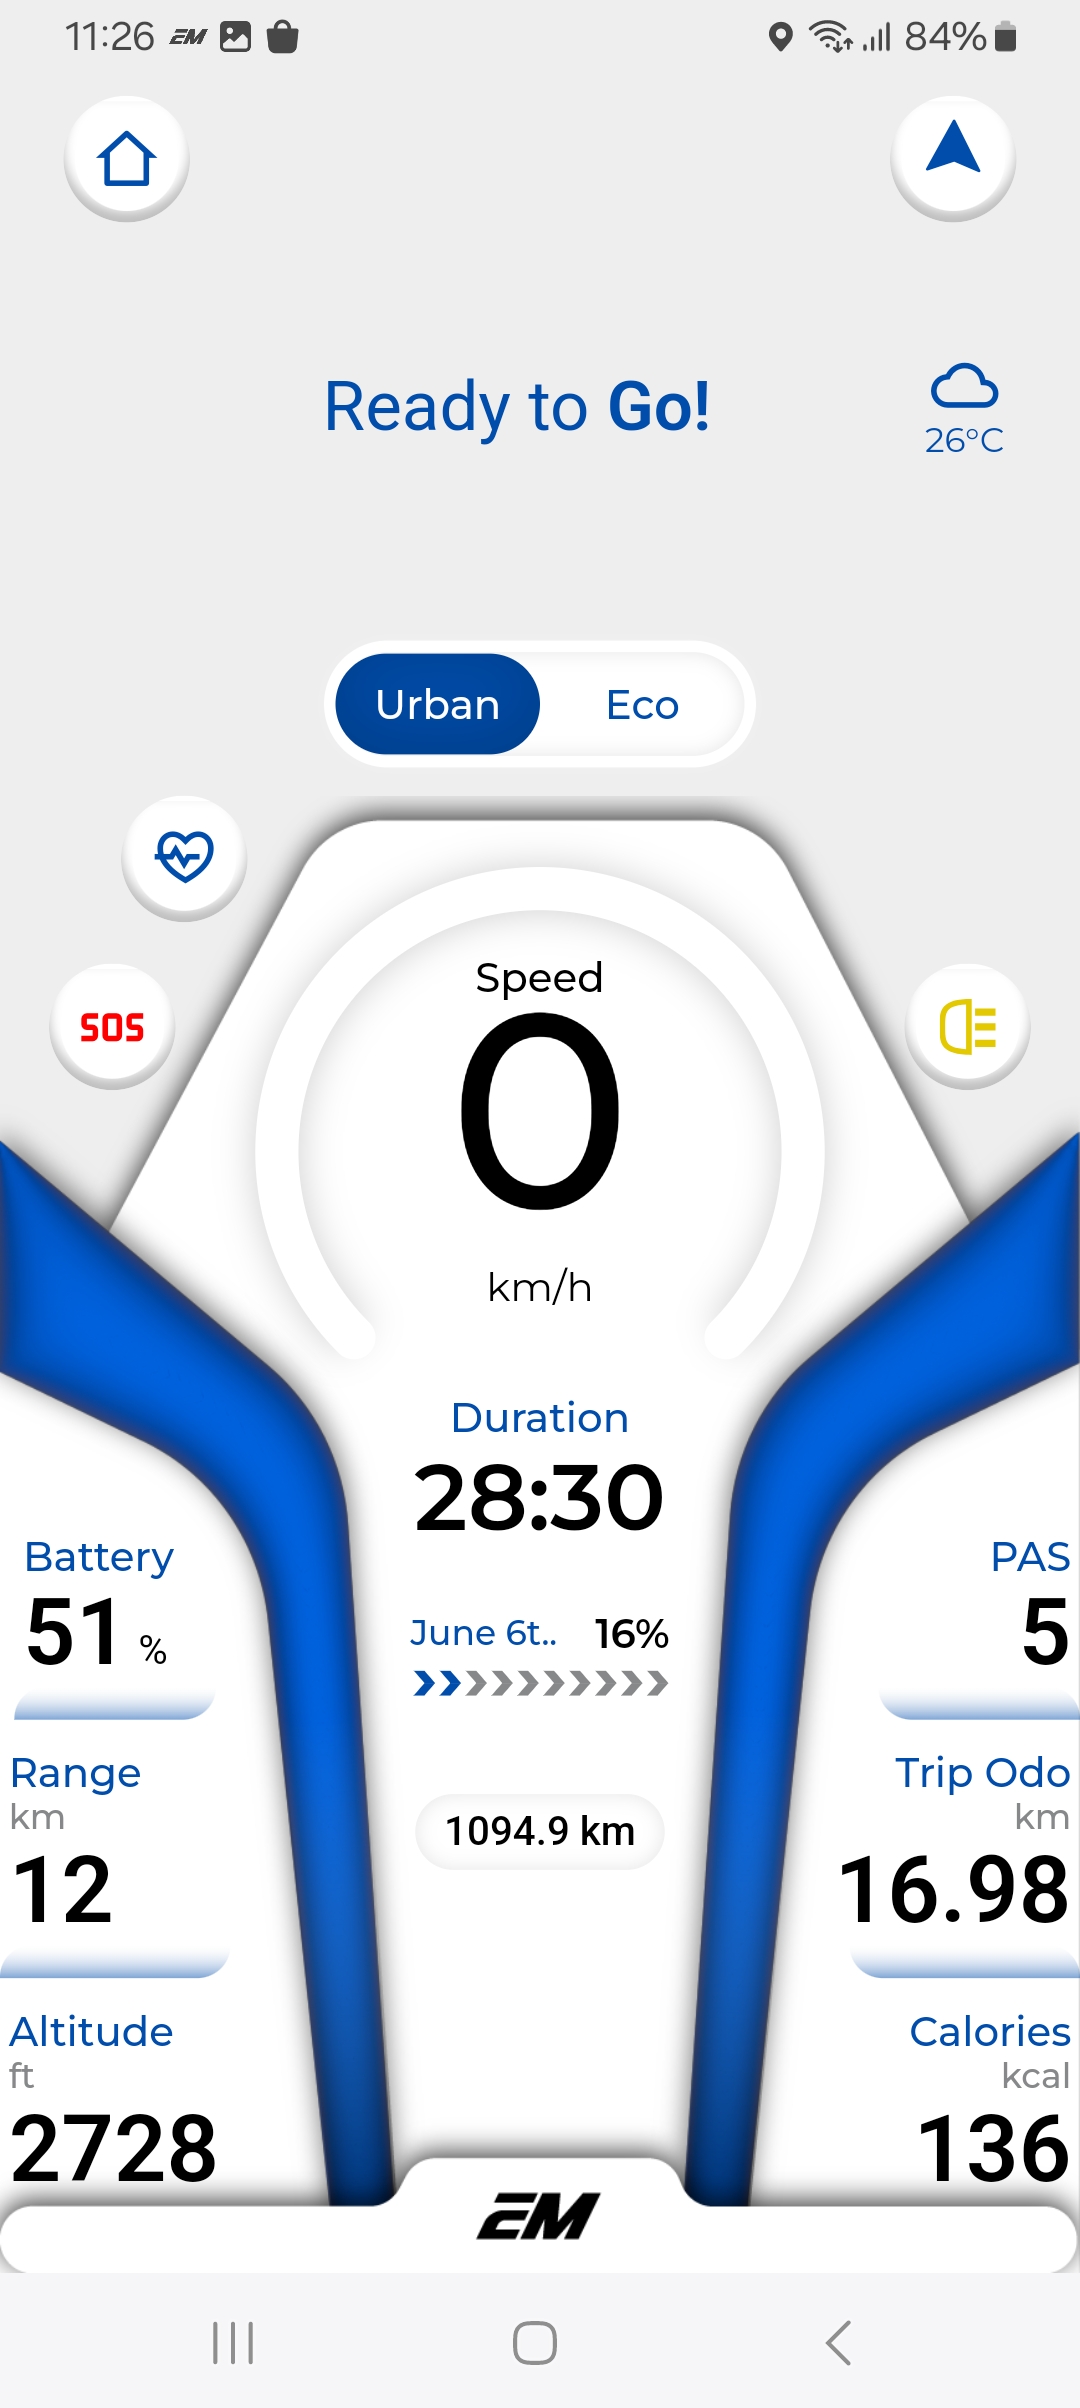 11:26 EM 84%
Ready to Go!
26°C
Urban Eco
Speed
0
km/h
SOS
Duration
28:30
June 6t.. 16%
1094.9 km
Battery
51 %
Range
km
12
Altitude
ft
2728
PAS
5
Trip Odo
km
16.98
Calories
kcal
136
EM